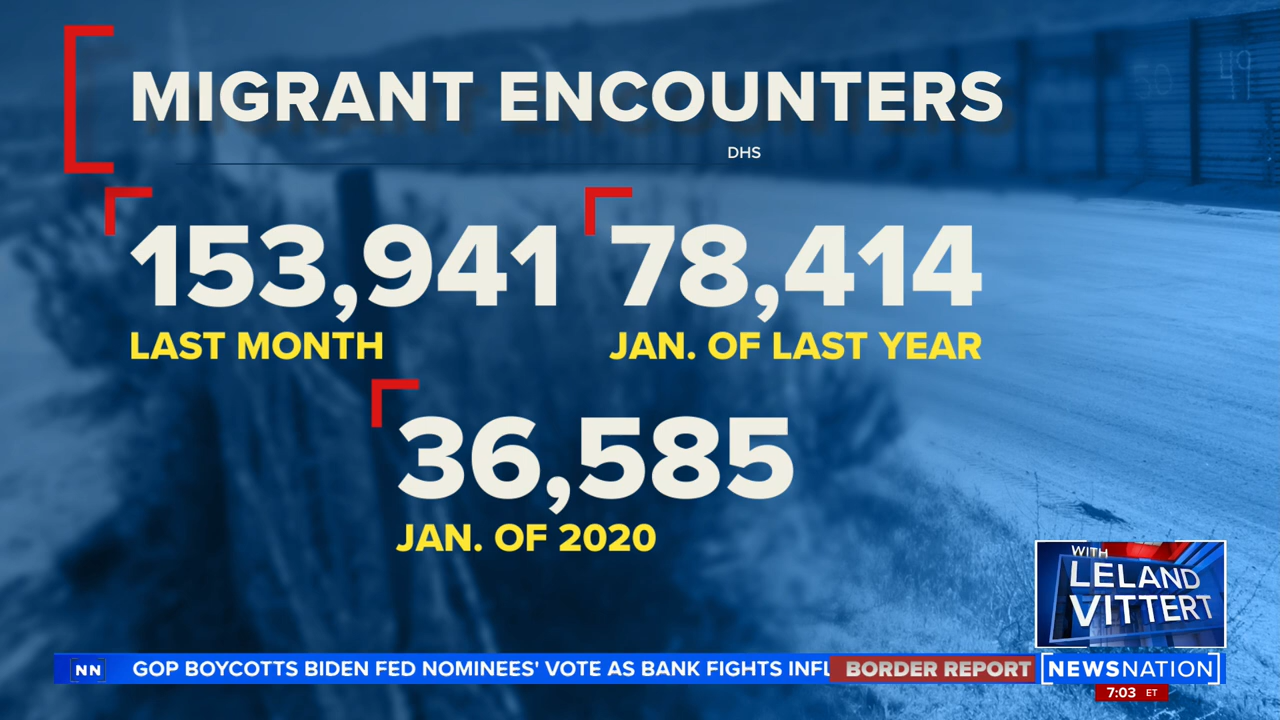 MIGRANT ENCOUNTERS
DHS
153,941
LAST MONTH
78,414
JAN. OF LAST YEAR
36,585
JAN. OF 2020
50 49
WITH
LELAND
VITTERT
NN GOP BOYCOTTS BIDEN FED NOMINEES' VOTE AS BANK FIGHTS INFL BORDER REPORT NEWSNATION
7:03 ET